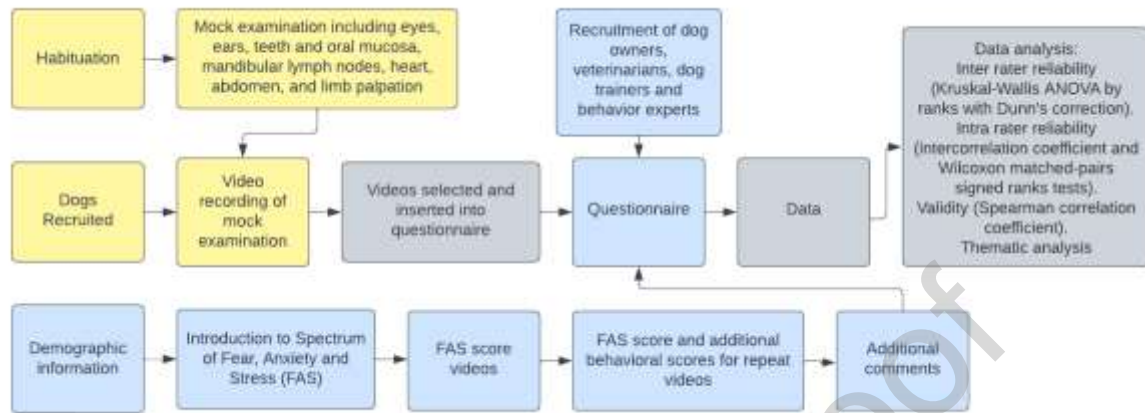 Habituation
Mock examination including eyes,
ears, teeth and oral mucosa,
mandibular lymph nodes, heart,
abdomen, and limb palpation
Recruitment of dog
owners,
veterinarians, dog
trainers and
behavior experts
Data analysis:
Inter rater reliability
(Kruskal-Wallis ANOVA by
ranks with Dunn's correction).
Intra rater reliability
(intercorrelation coefficient and
Wilcoxon matched-pairs
signed ranks tests).
Validity (Spearman correlation
coefficient).
Thematic analysis
Dogs
Recruited
Video
recording of
mock
examination
Videos selected and
inserted into
questionnaire
Questionnaire
Data
Demographic
information
Introduction to Spectrum
of Fear, Anxiety and
Stress (FAS)
FAS score
videos
FAS score and additional
behavioral scores for repeat
videos
Additional
comments
oof